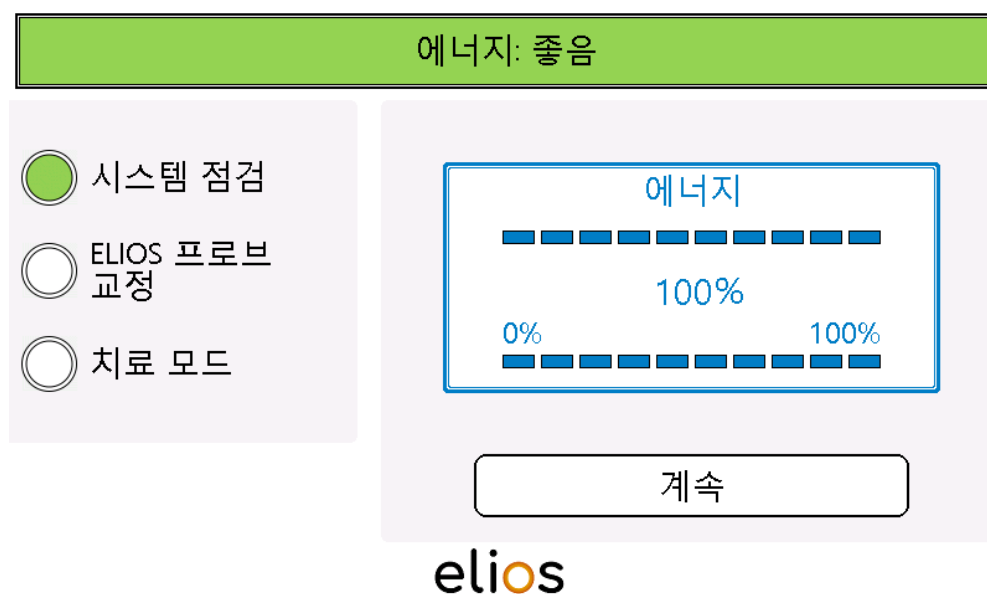 에너지: 좋음
시스템 점검
ELIOS 프로브
교정
치료 모드
에너지
100%
0% 100%
계속
elios